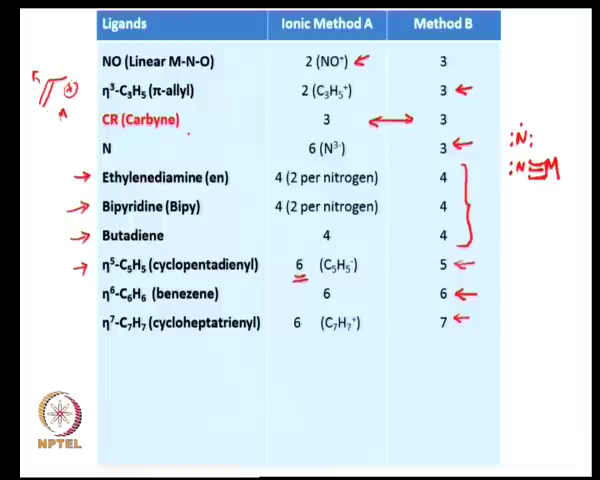 Ligands Ionic Method A Method B
NO (Linear M-N-O) 2 (NO⁺) 3
η³-C₃H₅ (π-allyl) 2 (C₃H₅⁺) 3
CR (Carbyne) 3 3
N 6 (N³⁻) 3
:Ṅ:
:N≡M
Ethylenediamine (en) 4 (2 per nitrogen) 4
Bipyridine (Bipy) 4 (2 per nitrogen) 4
Butadiene 4 4
η⁵-C₅H₅ (cyclopentadienyl) 6 (C₅H₅⁻) 5
η⁶-C₆H₆ (benezene) 6 6
η⁷-C₇H₇ (cycloheptatrienyl) 6 (C₇H₇⁺) 7
NPTEL